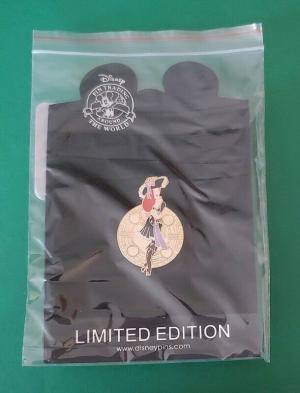 Disney
PIN TRADING
AROUND
THE WORLD
LIMITED EDITION
www.disneypins.com